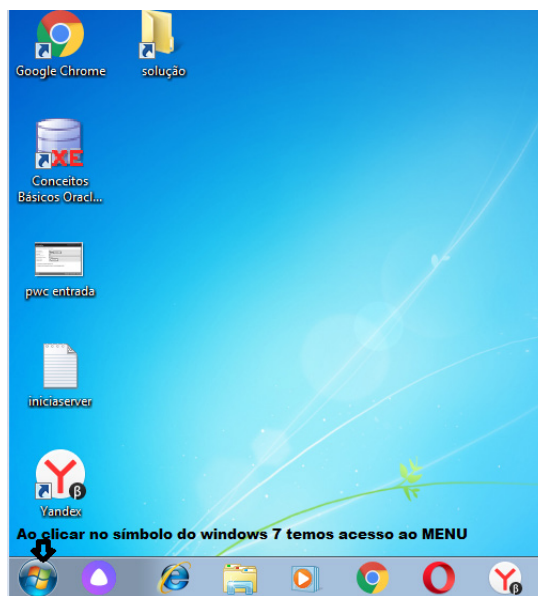 Google Chrome
solução
XE
Conceitos
Básicos Oracl...
pwc entrada
iniciaserver
Yandex
Ao clicar no símbolo do windows 7 temos acesso ao MENU